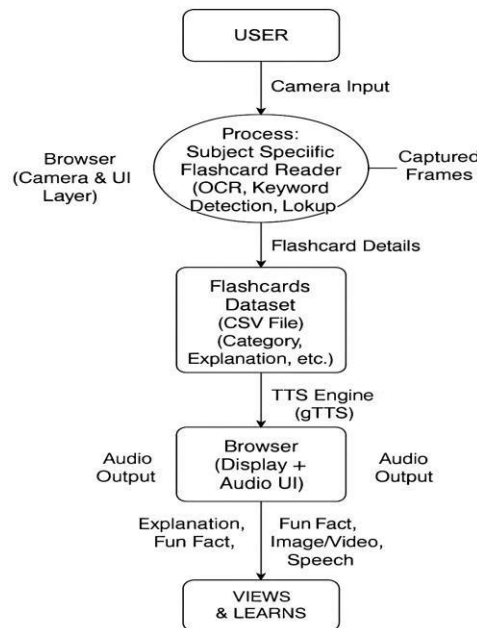 USER
Camera Input
Process:
Subject Speciific
Flashcard Reader
(OCR, Keyword
Detection, Lokup
Browser
(Camera & UI
Layer)
Captured
Frames
Flashcard Details
Flashcards
Dataset
(CSV File)
(Category,
Explanation, etc.)
TTS Engine
(gTTS)
Audio
Output
Browser
(Display +
Audio UI)
Audio
Output
Explanation,
Fun Fact,
Fun Fact,
Image/Video,
Speech
VIEWS
& LEARNS